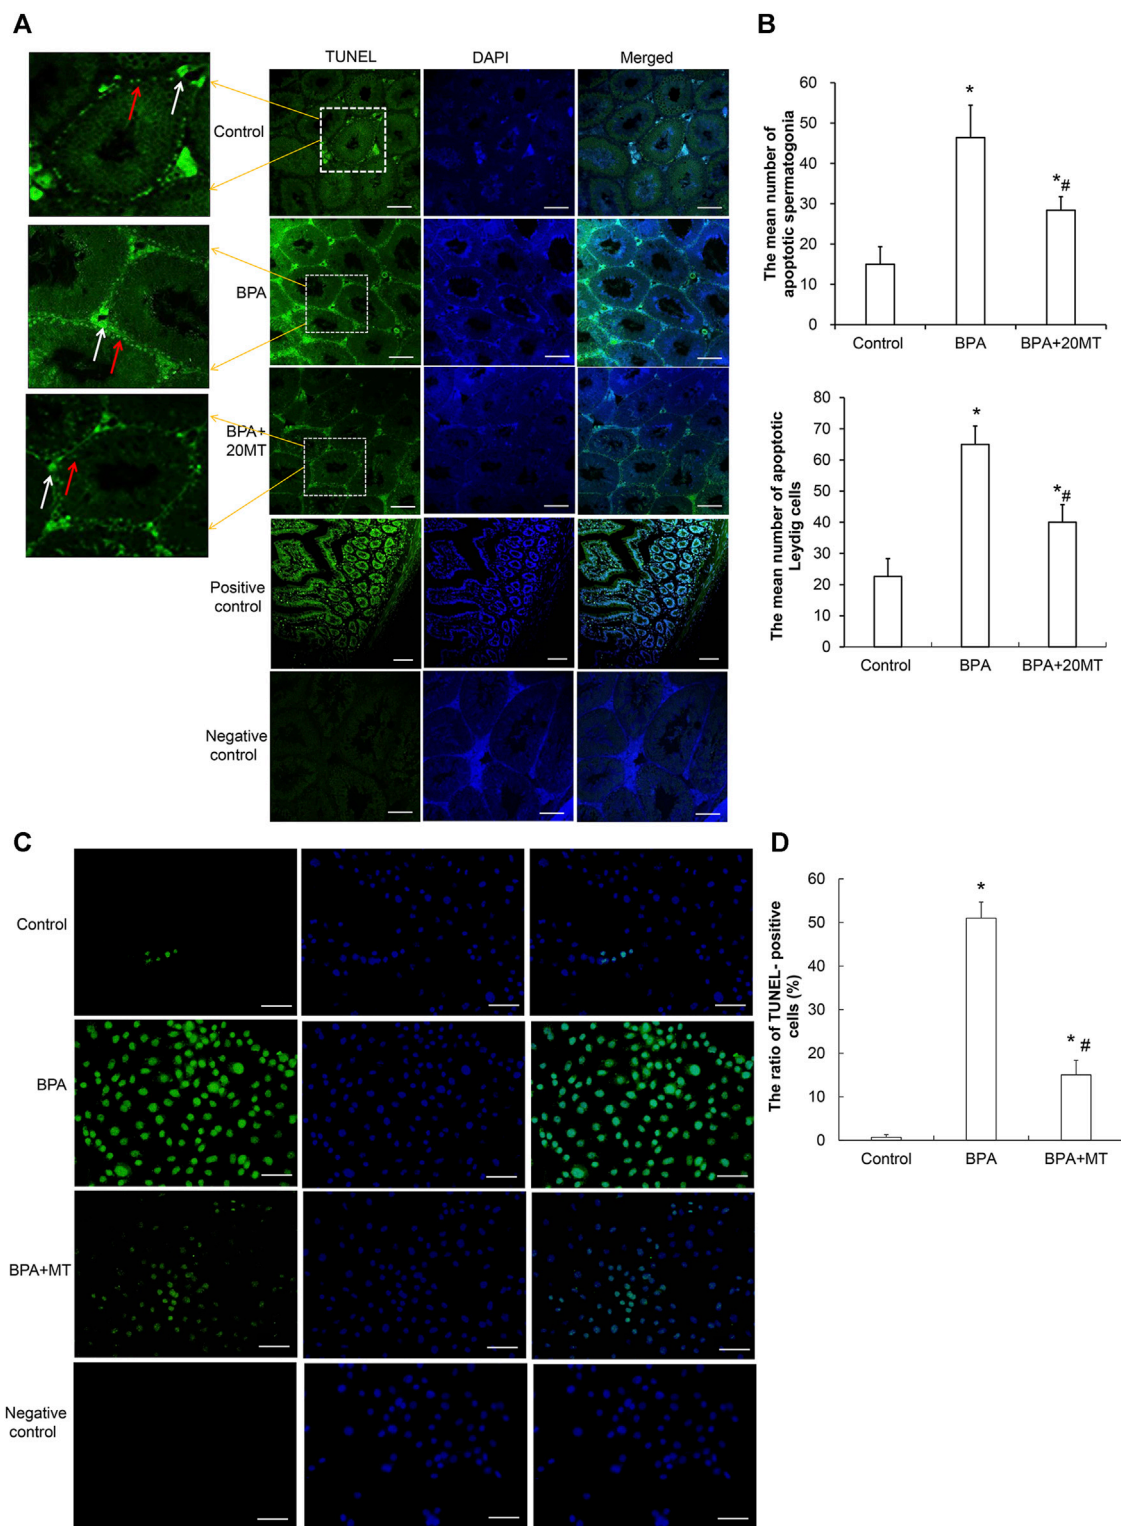 A
TUNEL
DAPI
Merged
Control
BPA
BPA+
20MT
Positive
control
Negative
control
B
The mean number of
apoptotic spermatogonia
60
50
40
30
20
10
0
*
*#
Control
BPA
BPA+20MT
The mean number of apoptotic
Leydig cells
80
70
60
50
40
30
20
10
0
*
*#
Control
BPA
BPA+20MT
C
Control
BPA
BPA+MT
Negative
control
D
The ratio of TUNEL- positive
cells (%)
60
50
40
30
20
10
0
*
* #
Control
BPA
BPA+MT